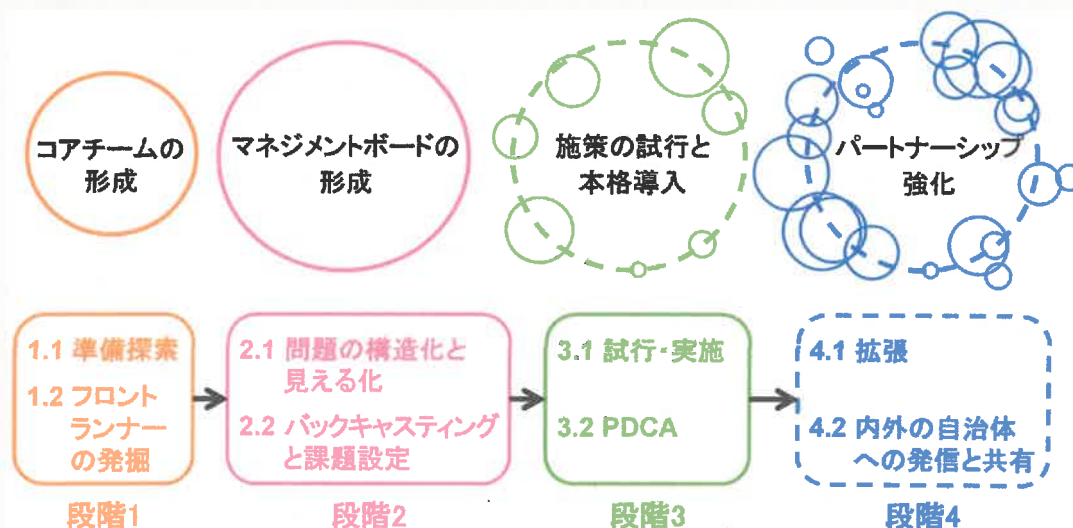 コアチームの
形成
マネジメントボードの
形成
施策の試行と
本格導入
パートナーシップ
強化
1.1 準備探索
1.2 フロント
ランナー
の発掘
2.1 問題の構造化と
見える化
2.2 バックキャスティング
と課題設定
3.1 試行・実施
3.2 PDCA
4.1 拡張
4.2 内外の自治体
への発信と共有
段階1
段階2
段階3
段階4